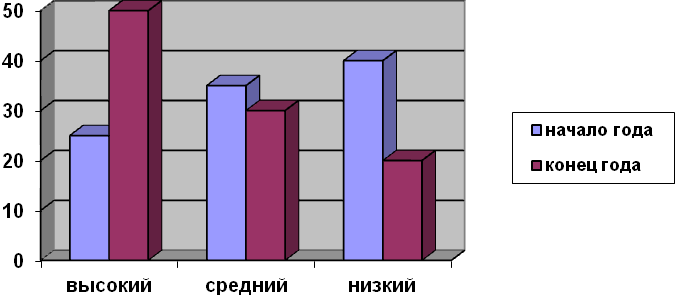 50
40
30
20
10
0
высокий
средний
низкий
начало года
конец года